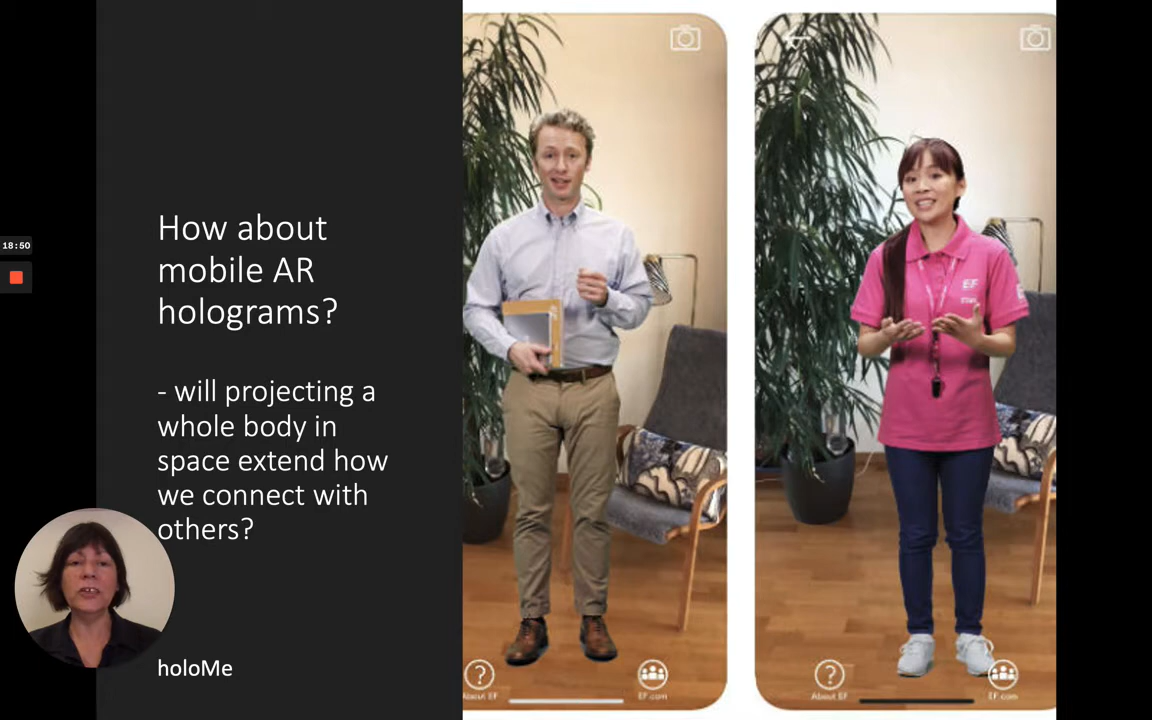 How about
mobile AR
holograms?
- will projecting a
whole body in
space extend how
we connect with
others?
holoMe
18:50
EF
About EF
EF.com
About EF
EF.com